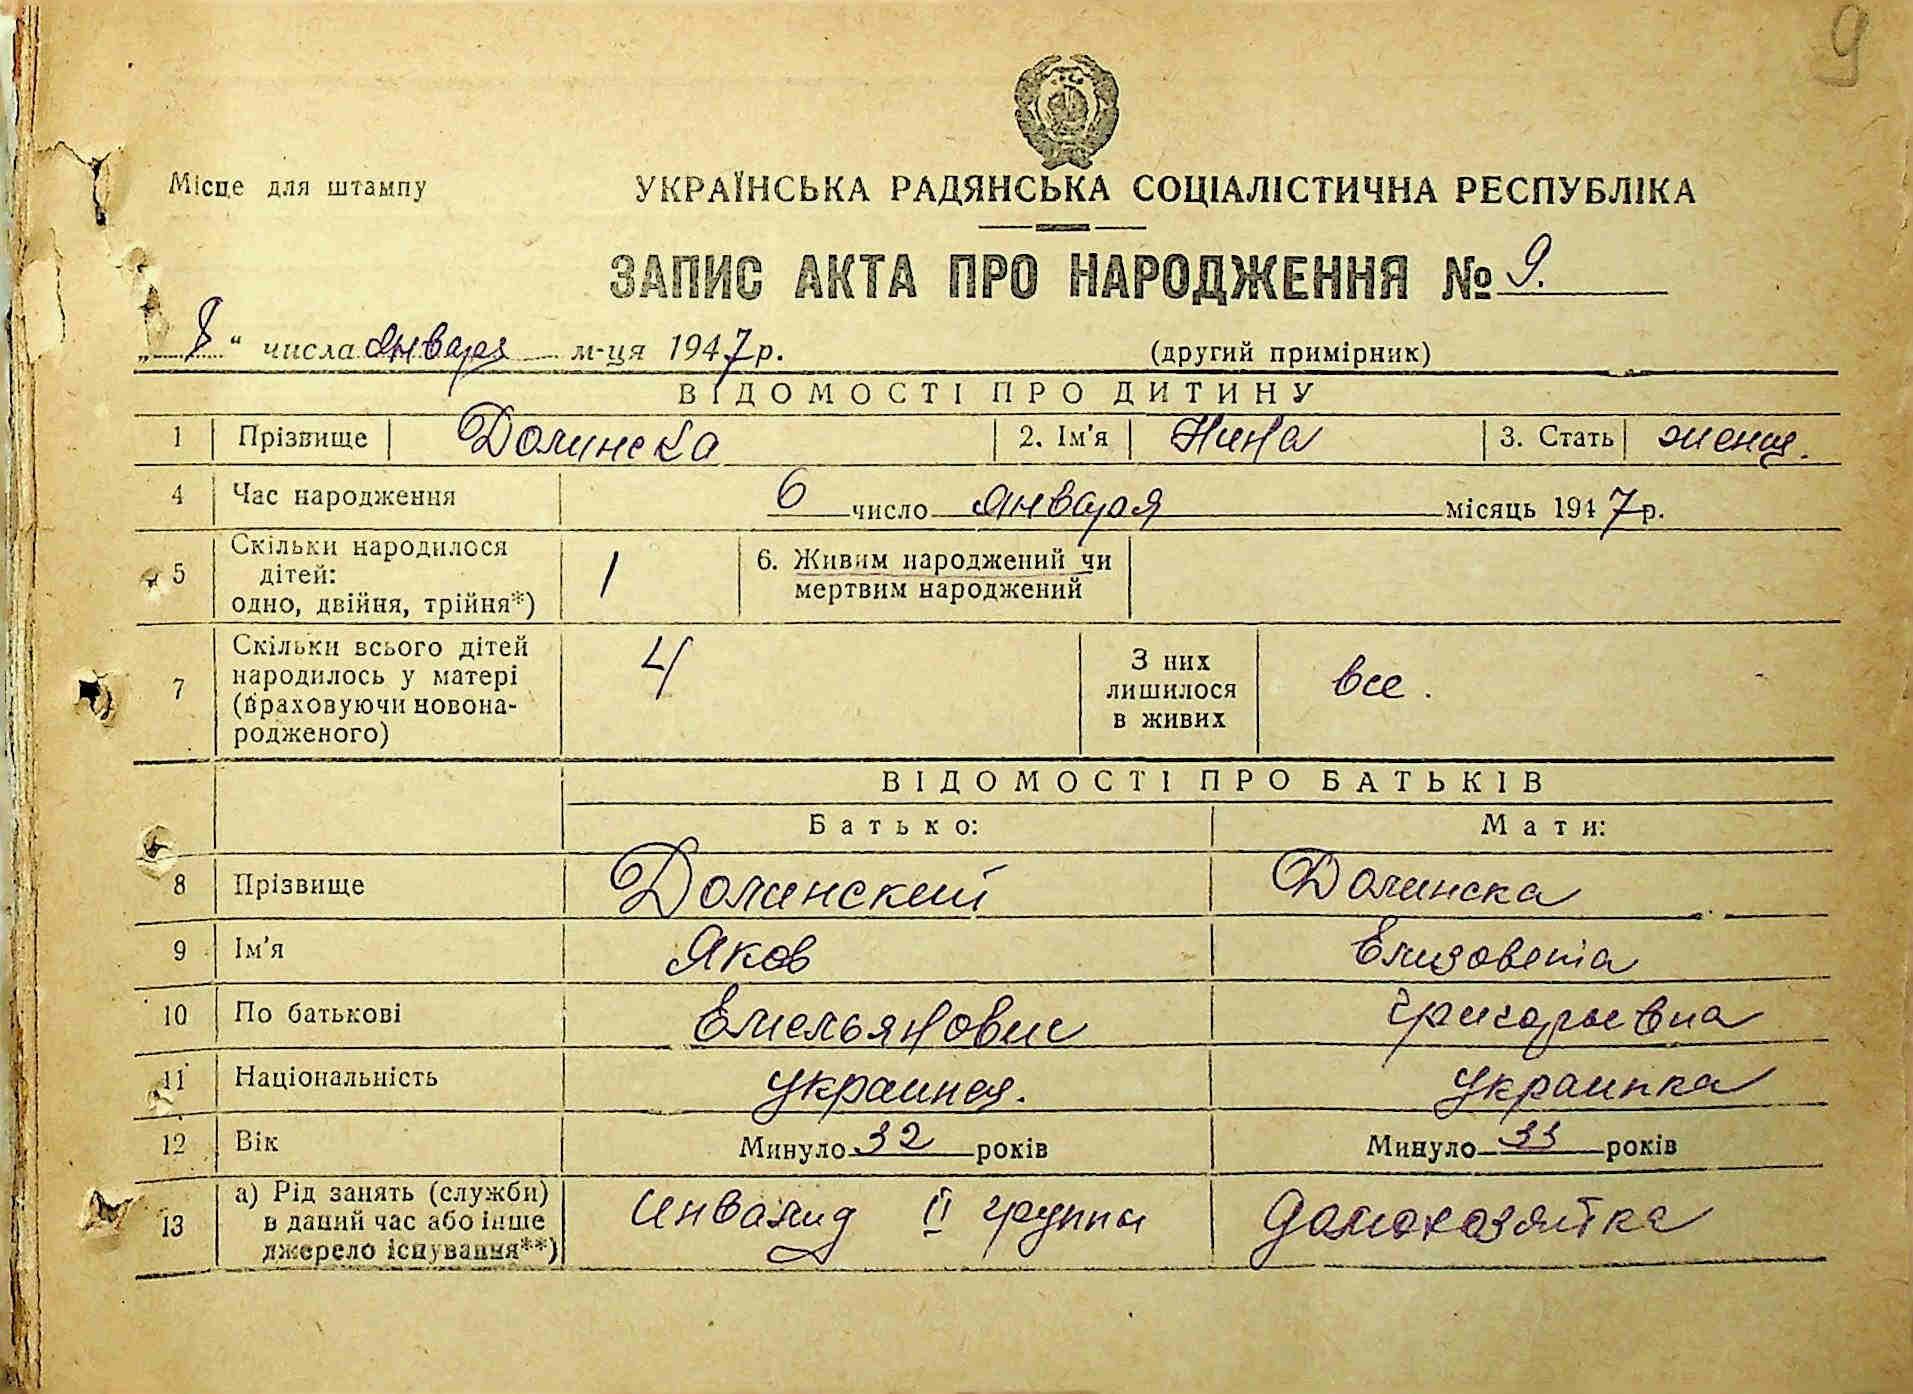 9
Місце для штампу
УКРАЇНСЬКА РАДЯНСЬКА СОЦІАЛІСТИЧНА РЕСПУБЛІКА
ЗАПИС АКТА ПРО НАРОДЖЕННЯ № 9.
„ 8 “ числа января м-ця 1947 р.
(другий примірник)
ВІДОМОСТІ ПРО ДИТИНУ
1 Прізвище Долинска 2. Ім'я Нина 3. Стать женщ.
4 Час народження 6 число января місяць 1947 р.
5 Скільки народилося
дітей:
одно, двійня, трійня*) 1
6. Живим народжений чи
мертвим народжений
7 Скільки всього дітей
народилось у матері
(враховуючи новона-
родженого) 4
З них
лишилося
в живих все.
ВІДОМОСТІ ПРО БАТЬКІВ
Батько: Мати:
8 Прізвище Долинский Долинска
9 Ім'я Яков Елизовета
10 По батькові Емельянович Григорьевна
11 Національність украинец. украинка
12 Вік Минуло 32 років Минуло 33 років
13 а) Рід занять (служби)
в даний час або інше
джерело існування**)
инвалид II группы домохозяйка